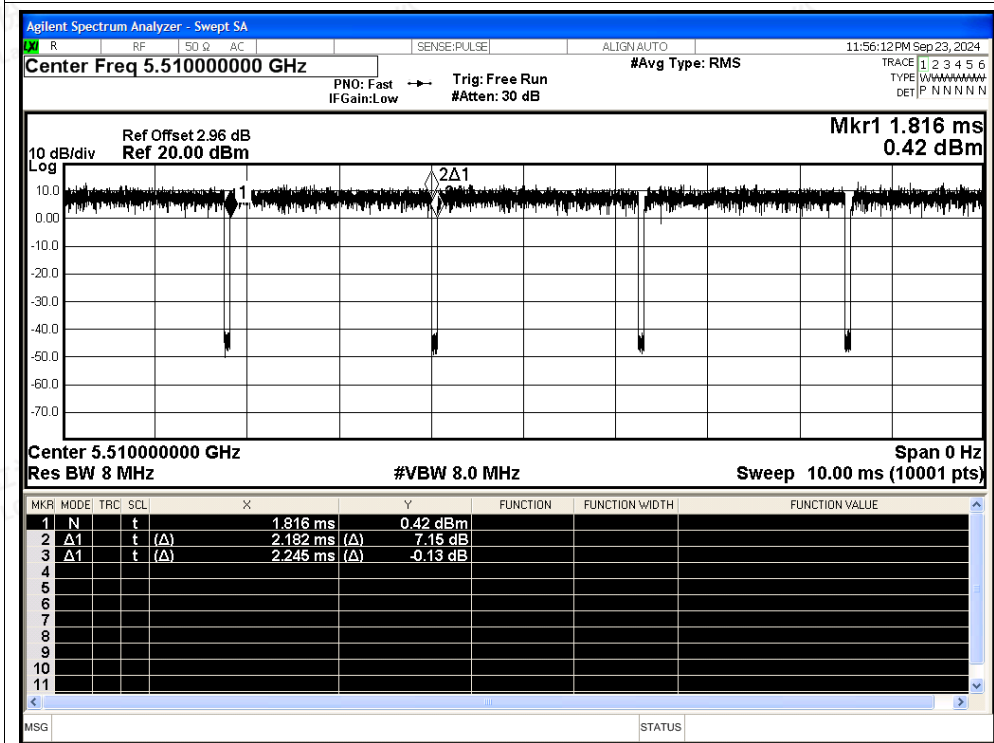 Agilent Spectrum Analyzer - Swept SA
LXI R RF 50 Ω AC SENSE:PULSE ALIGN AUTO 11:56:12 PM Sep 23, 2024
Center Freq 5.510000000 GHz #Avg Type: RMS TRACE 1 2 3 4 5 6
PNO: Fast Trig: Free Run TYPE WWWWWW
IFGain:Low #Atten: 30 dB DET P N N N N N
Mkr1 1.816 ms
Ref Offset 2.96 dB
10 dB/div Ref 20.00 dBm 0.42 dBm
Log
2Δ1
10.0
1
0.00
-10.0
-20.0
-30.0
-40.0
-50.0
-60.0
-70.0
Center 5.510000000 GHz Span 0 Hz
Res BW 8 MHz #VBW 8.0 MHz Sweep 10.00 ms (10001 pts)
MKR MODE TRC SCL X Y FUNCTION FUNCTION WIDTH FUNCTION VALUE
1 N t 1.816 ms 0.42 dBm
2 Δ1 t (Δ) 2.182 ms (Δ) 7.15 dB
3 Δ1 t (Δ) 2.245 ms (Δ) -0.13 dB
4
5
6
7
8
9
10
11
MSG STATUS